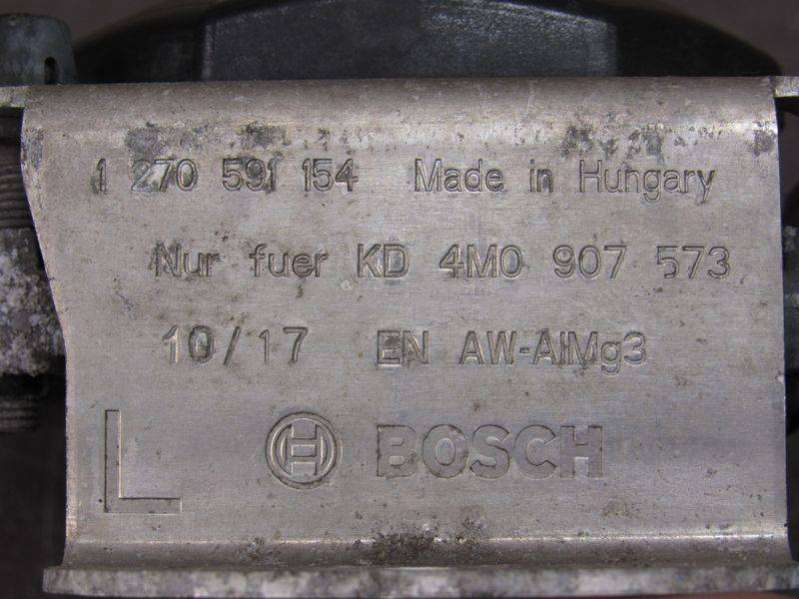 1 270 591 154 Made in Hungary
Nur fuer KD 4M0 907 573
10/17 EN AW-AlMg3
L BOSCH